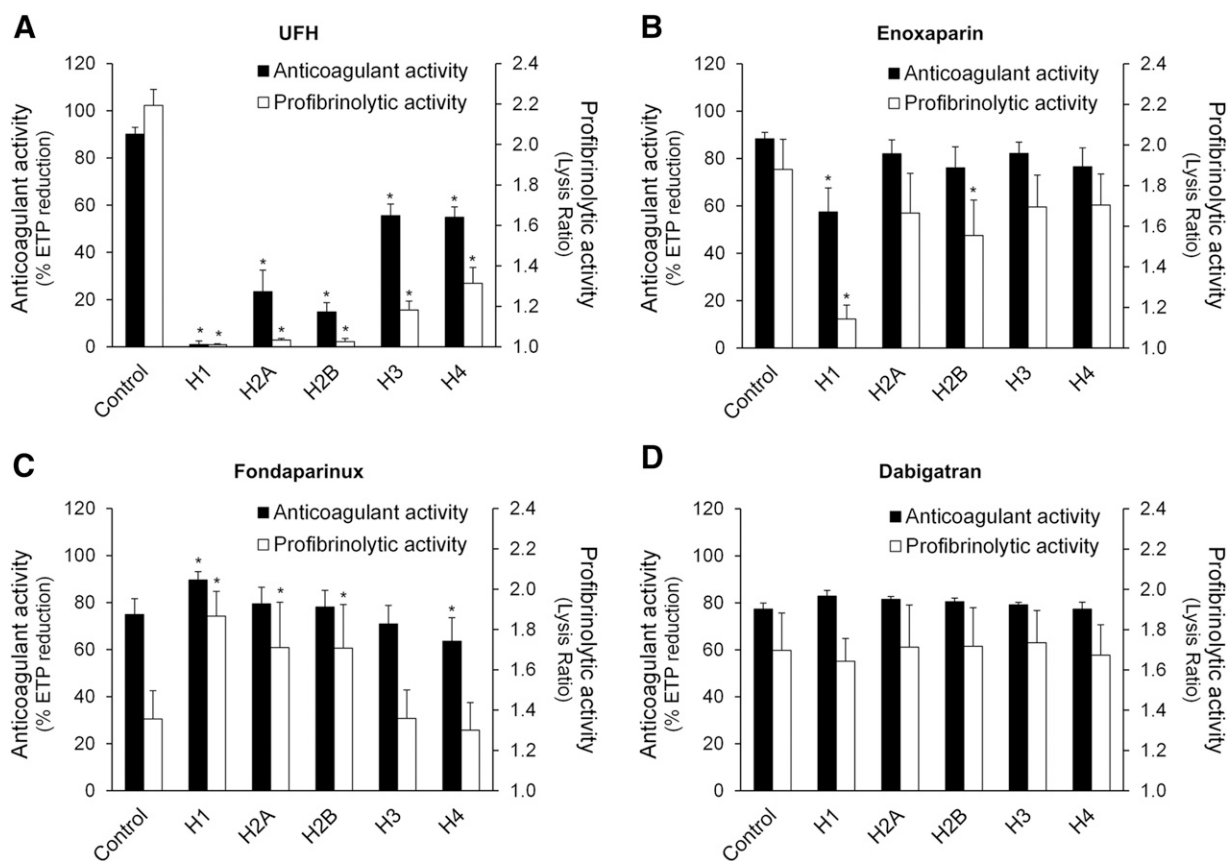 A
UFH
Anticoagulant activity
Profibrinolytic activity
Anticoagulant activity
(% ETP reduction)
120
100
80
60
40
20
0
2.4
2.2
2.0
1.8
1.6
1.4
1.2
1.0
Profibrinolytic activity
(Lysis Ratio)
* * * * * * * * * *
Control H1 H2A H2B H3 H4
B
Enoxaparin
Anticoagulant activity
Profibrinolytic activity
Anticoagulant activity
(% ETP reduction)
120
100
80
60
40
20
0
2.4
2.2
2.0
1.8
1.6
1.4
1.2
1.0
Profibrinolytic activity
(Lysis Ratio)
* * *
Control H1 H2A H2B H3 H4
C
Fondaparinux
Anticoagulant activity
Profibrinolytic activity
Anticoagulant activity
(% ETP reduction)
120
100
80
60
40
20
0
2.4
2.2
2.0
1.8
1.6
1.4
1.2
1.0
Profibrinolytic activity
(Lysis Ratio)
* * * * *
Control H1 H2A H2B H3 H4
D
Dabigatran
Anticoagulant activity
Profibrinolytic activity
Anticoagulant activity
(% ETP reduction)
120
100
80
60
40
20
0
2.4
2.2
2.0
1.8
1.6
1.4
1.2
1.0
Profibrinolytic activity
(Lysis Ratio)
Control H1 H2A H2B H3 H4